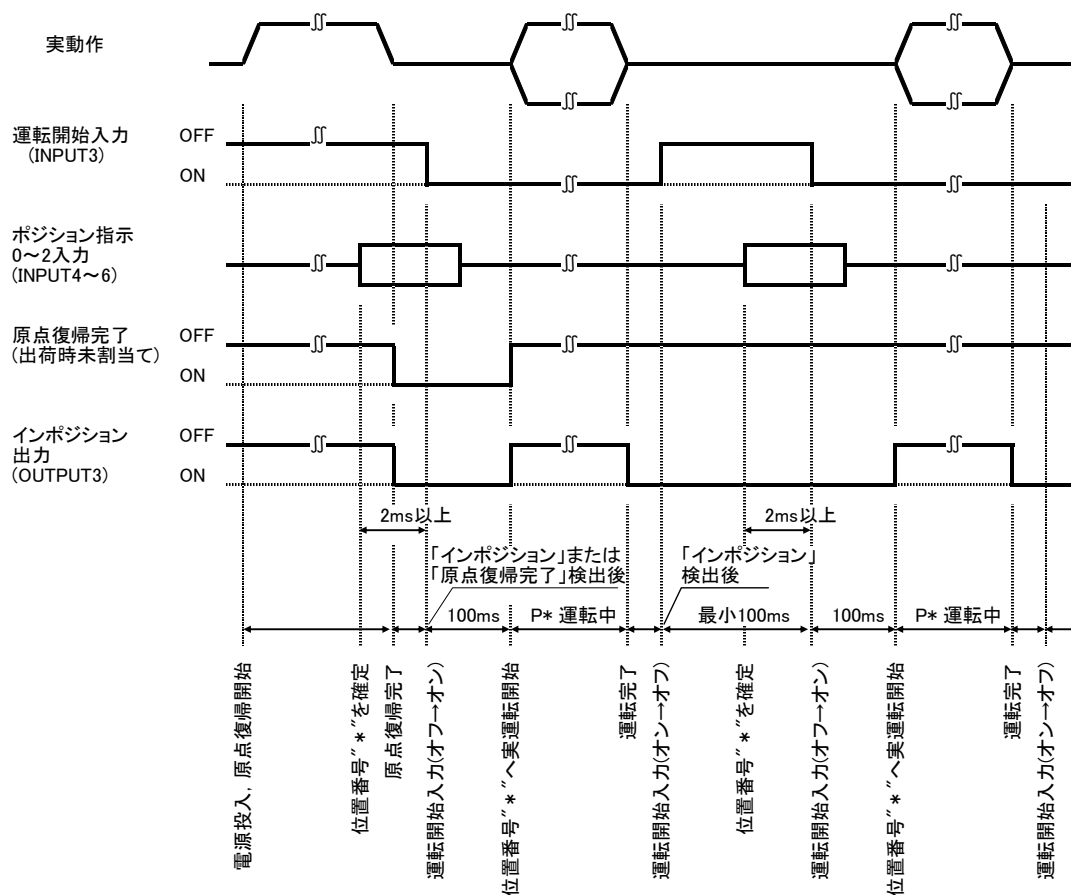 実動作
運転開始入力
(INPUT3)
OFF
ON
ポジション指示
0～2入力
(INPUT4～6)
原点復帰完了
(出荷時未割当て)
OFF
ON
インポジション
出力
(OUTPUT3)
OFF
ON
2ms以上
2ms以上
「インポジション」または
「原点復帰完了」検出後
「インポジション」
検出後
100ms
P* 運転中
最小100ms
100ms
P* 運転中
電源投入, 原点復帰開始
位置番号"*"を確定
原点復帰完了
運転開始入力(オフ→オン)
位置番号"*"へ実運転開始
運転完了
運転開始入力(オン→オフ)
位置番号"*"を確定
運転開始入力(オフ→オン)
位置番号"*"へ実運転開始
運転完了
運転開始入力(オン→オフ)